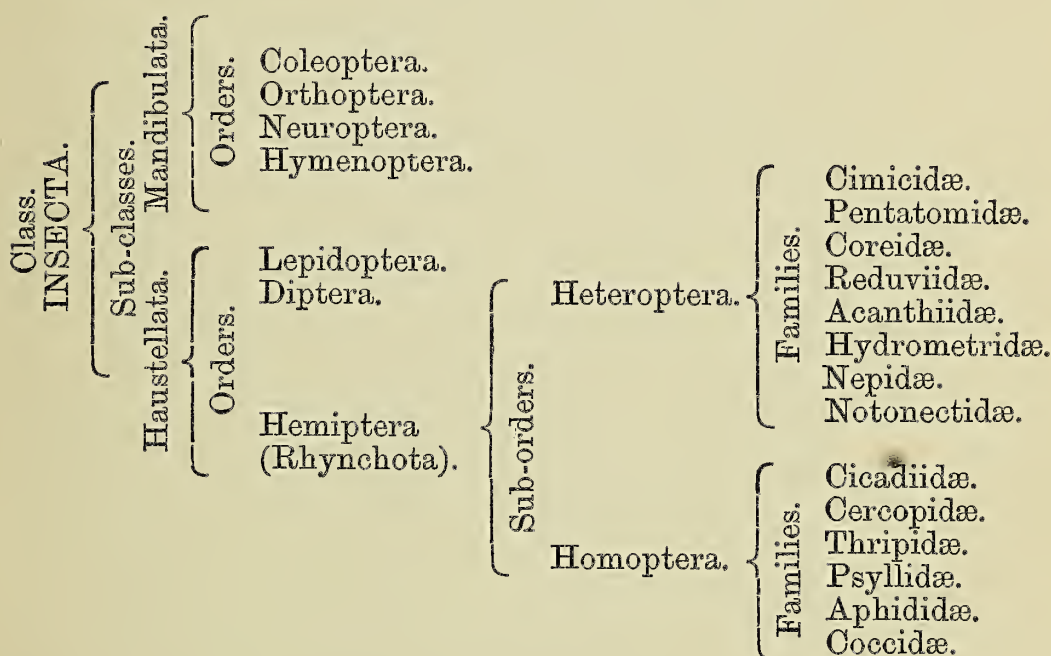 Class.
INSECTA.
Sub-classes.
Mandibulata.
Orders.
Coleoptera.
Orthoptera.
Neuroptera.
Hymenoptera.
Haustellata.
Orders.
Lepidoptera.
Diptera.
Hemiptera
(Rhynchota).
Sub-orders.
Heteroptera.
Families.
Cimicidæ.
Pentatomidæ.
Coreidæ.
Reduviidæ.
Acanthiidæ.
Hydrometridæ.
Nepidæ.
Notonectidæ.
Homoptera.
Families.
Cicadiidæ.
Cercopidæ.
Thripidæ.
Psyllidæ.
Aphididæ.
Coccidæ.